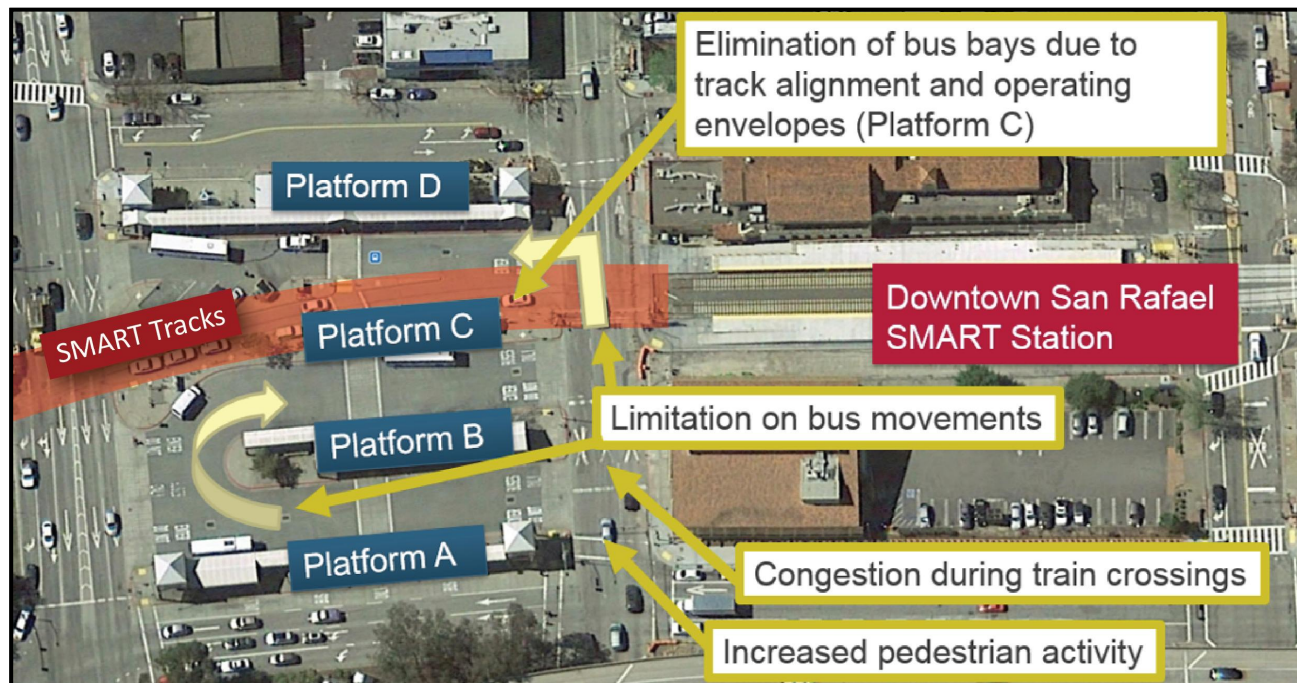 Elimination of bus bays due to
track alignment and operating
envelopes (Platform C)
Platform D
SMART Tracks
Platform C
Downtown San Rafael
SMART Station
Limitation on bus movements
Platform B
Platform A
Congestion during train crossings
Increased pedestrian activity